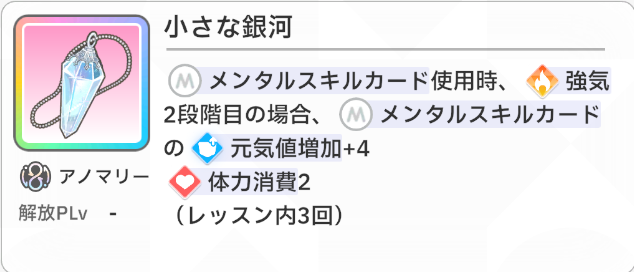 小さな銀河
Mメンタルスキルカード使用時、強気
2段階目の場合、Mメンタルスキルカード
の元気値増加+4
体力消費2
（レッスン内3回）
アノマリー
解放PLv -